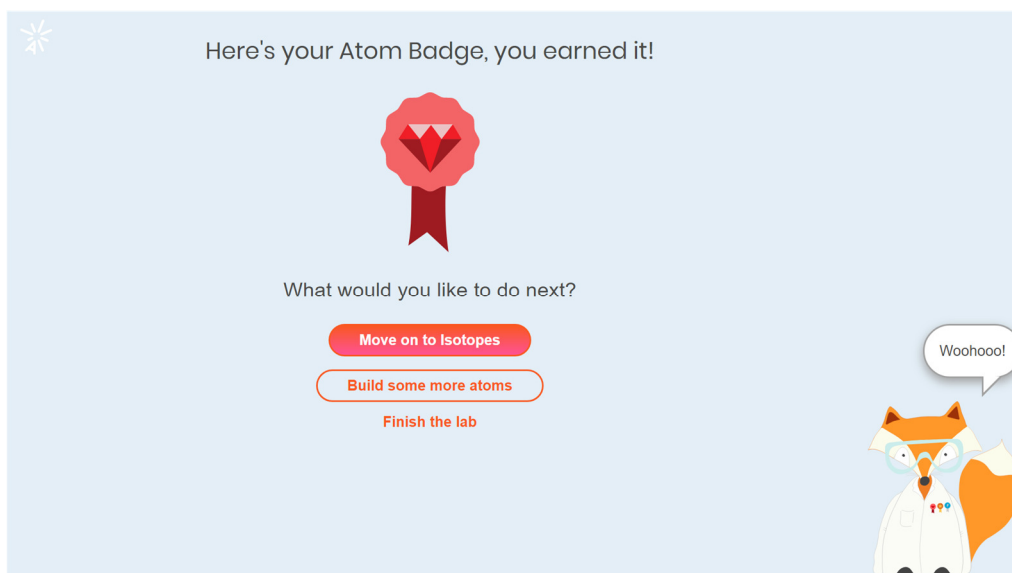 Here's your Atom Badge, you earned it!
What would you like to do next?
Move on to Isotopes
Build some more atoms
Finish the lab
Woohooo!